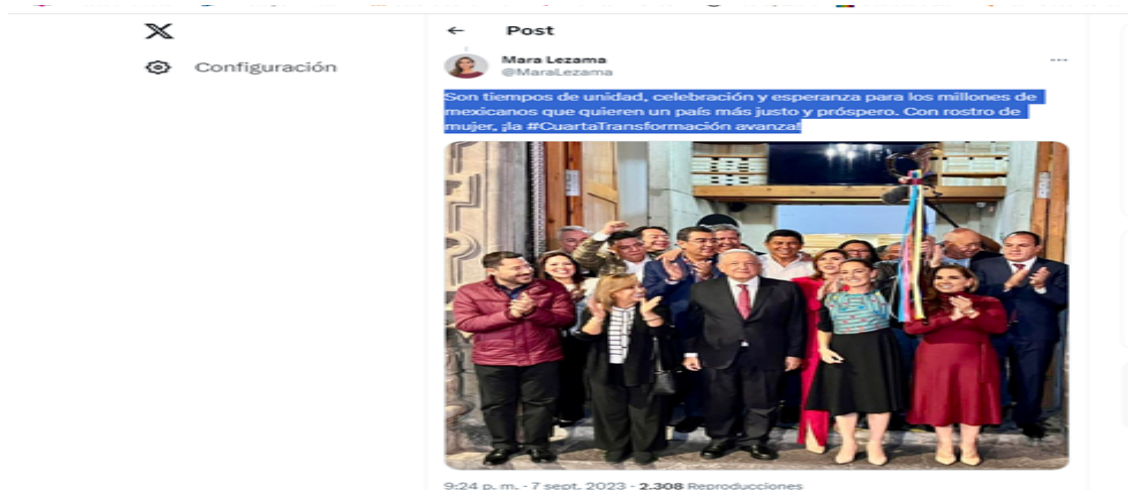 Post
Configuración
Mara Lezama
@MaraLezama
Son tiempos de unidad, celebración y esperanza para los millones de
mexicanos que quieren un país más justo y próspero. Con rostro de
mujer, ¡la #CuartaTransformación avanza!
9:24 p. m. · 7 sept. 2023 · 2.308 Reproducciones